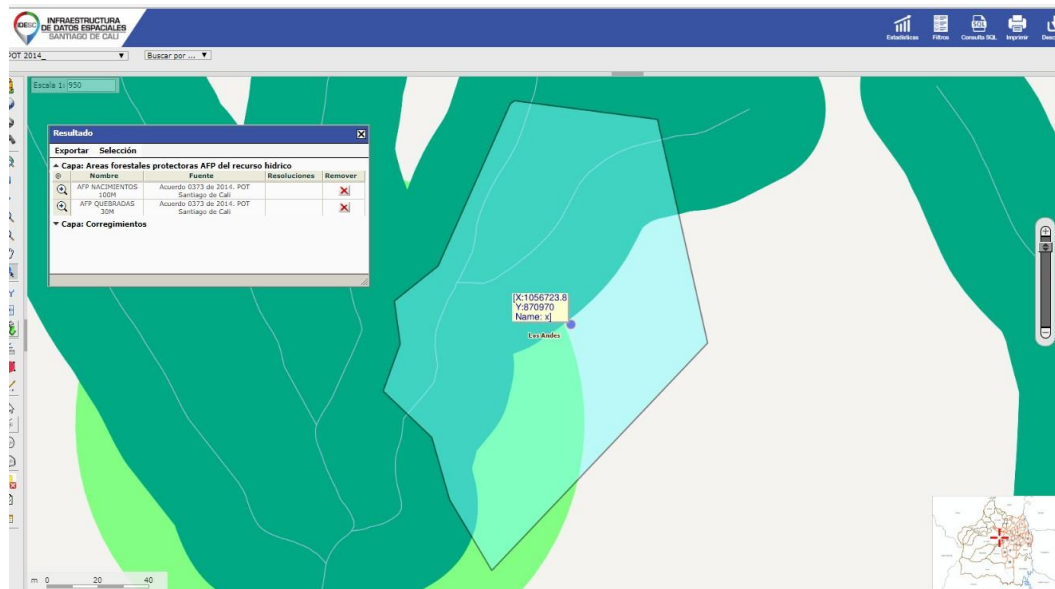 IDESC
INFRAESTRUCTURA
DE DATOS ESPACIALES
SANTIAGO DE CALI
Estadísticas Filtros Consulta SQL Imprimir
POT 2014_ Buscar por ...
Escala 1: 950
Resultado
Exportar Selección
Capa: Areas forestales protectoras AFP del recurso hídrico
Nombre Fuente Resoluciones Remover
AFP NACIMIENTOS 100M Acuerdo 0373 de 2014. POT Santiago de Cali
AFP QUEBRADAS 30M Acuerdo 0373 de 2014. POT Santiago de Cali
Capa: Corregimientos
[X:1056723.8
Y:870970
Name: x]
Los Andes
m 0 20 40